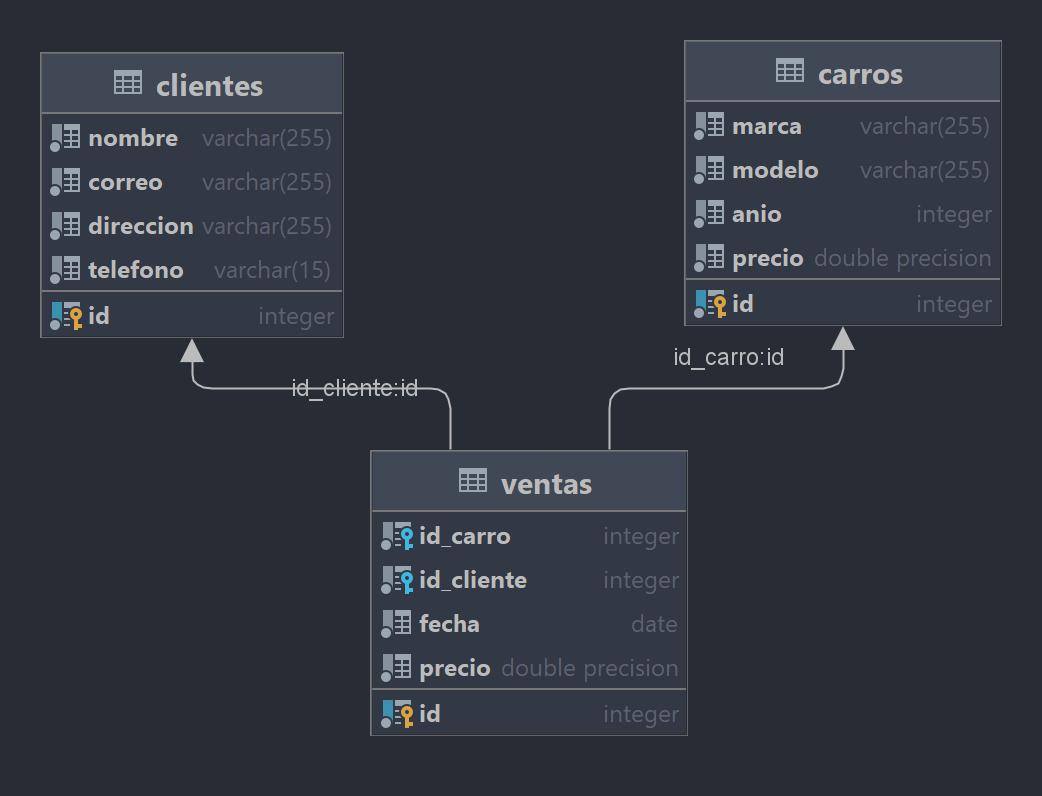 clientes
nombre varchar(255)
correo varchar(255)
direccion varchar(255)
telefono varchar(15)
id integer
carros
marca varchar(255)
modelo varchar(255)
anio integer
precio double precision
id integer
id_cliente:id
id_carro:id
ventas
id_carro integer
id_cliente integer
fecha date
precio double precision
id integer